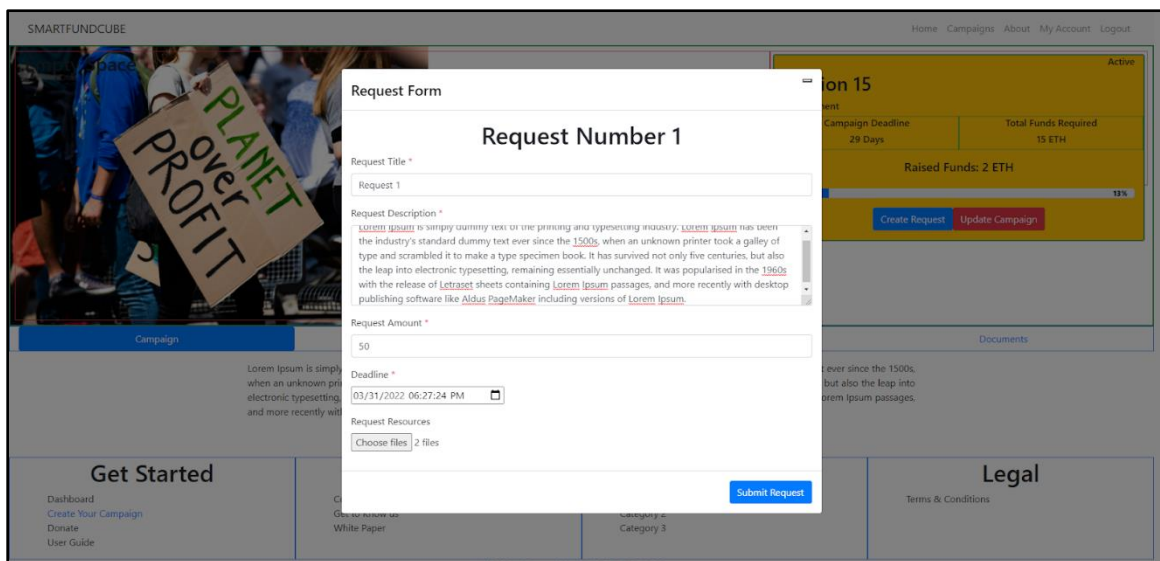 SMARTFUNDCUBE
Home Campaigns About My Account Logout
PLANET
over
PROFIT
Active
ion 15
Campaign Deadline
Total Funds Required
29 Days
15 ETH
Raised Funds: 2 ETH
13%
Create Request
Update Campaign
Request Form
Request Number 1
Request Title *
Request 1
Request Description *
Lorem Ipsum is simply dummy text of the printing and typesetting industry. Lorem Ipsum has been
the industry's standard dummy text ever since the 1500s, when an unknown printer took a galley of
type and scrambled it to make a type specimen book. It has survived not only five centuries, but also
the leap into electronic typesetting, remaining essentially unchanged. It was popularised in the 1960s
with the release of Letraset sheets containing Lorem Ipsum passages, and more recently with desktop
publishing software like Aldus PageMaker including versions of Lorem Ipsum.
Request Amount *
50
Deadline *
03/31/2022 06:27:24 PM
Request Resources
Choose files 2 files
Submit Request
Campaign
Documents
Lorem Ipsum is simply
ever since the 1500s,
when an unknown
but also the leap into
electronic typesetting,
Ipsum passages,
and more recently
Get Started
Dashboard
Create Your Campaign
Donate
User Guide
Get to know us
White Paper
Category 2
Category 3
Legal
Terms & Conditions